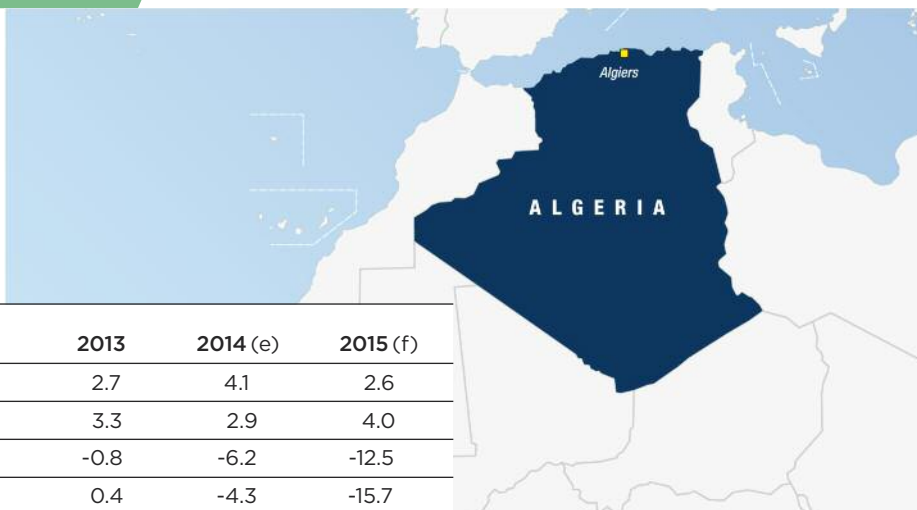 Algiers
ALGERIA
2013 2014 (e) 2015 (f)
2.7 4.1 2.6
3.3 2.9 4.0
-0.8 -6.2 -12.5
0.4 -4.3 -15.7